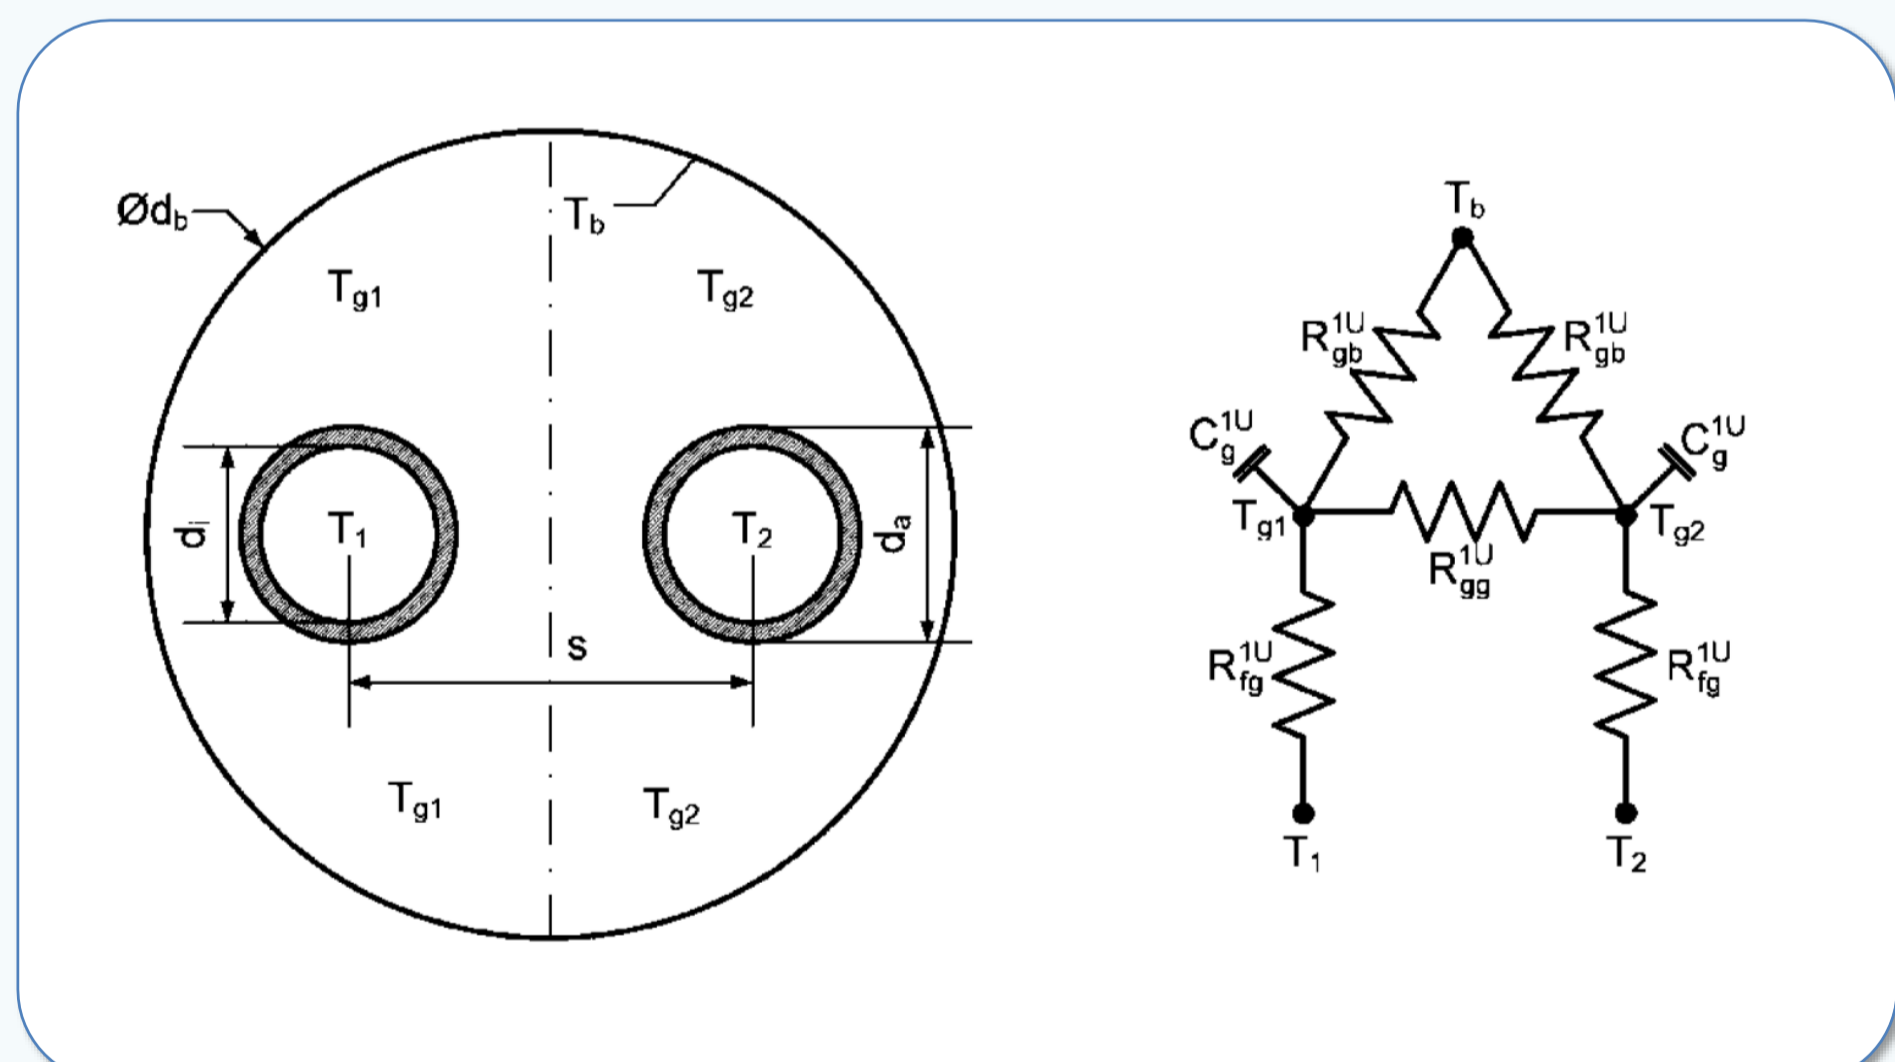 Ød_b
T_b
T_g1
T_g2
d_i
T_1
T_2
d_a
s
T_g1
T_g2
T_b
R_gb^1U
R_gb^1U
C_g^1U
C_g^1U
T_g1
T_g2
R_gg^1U
R_fg^1U
R_fg^1U
T_1
T_2